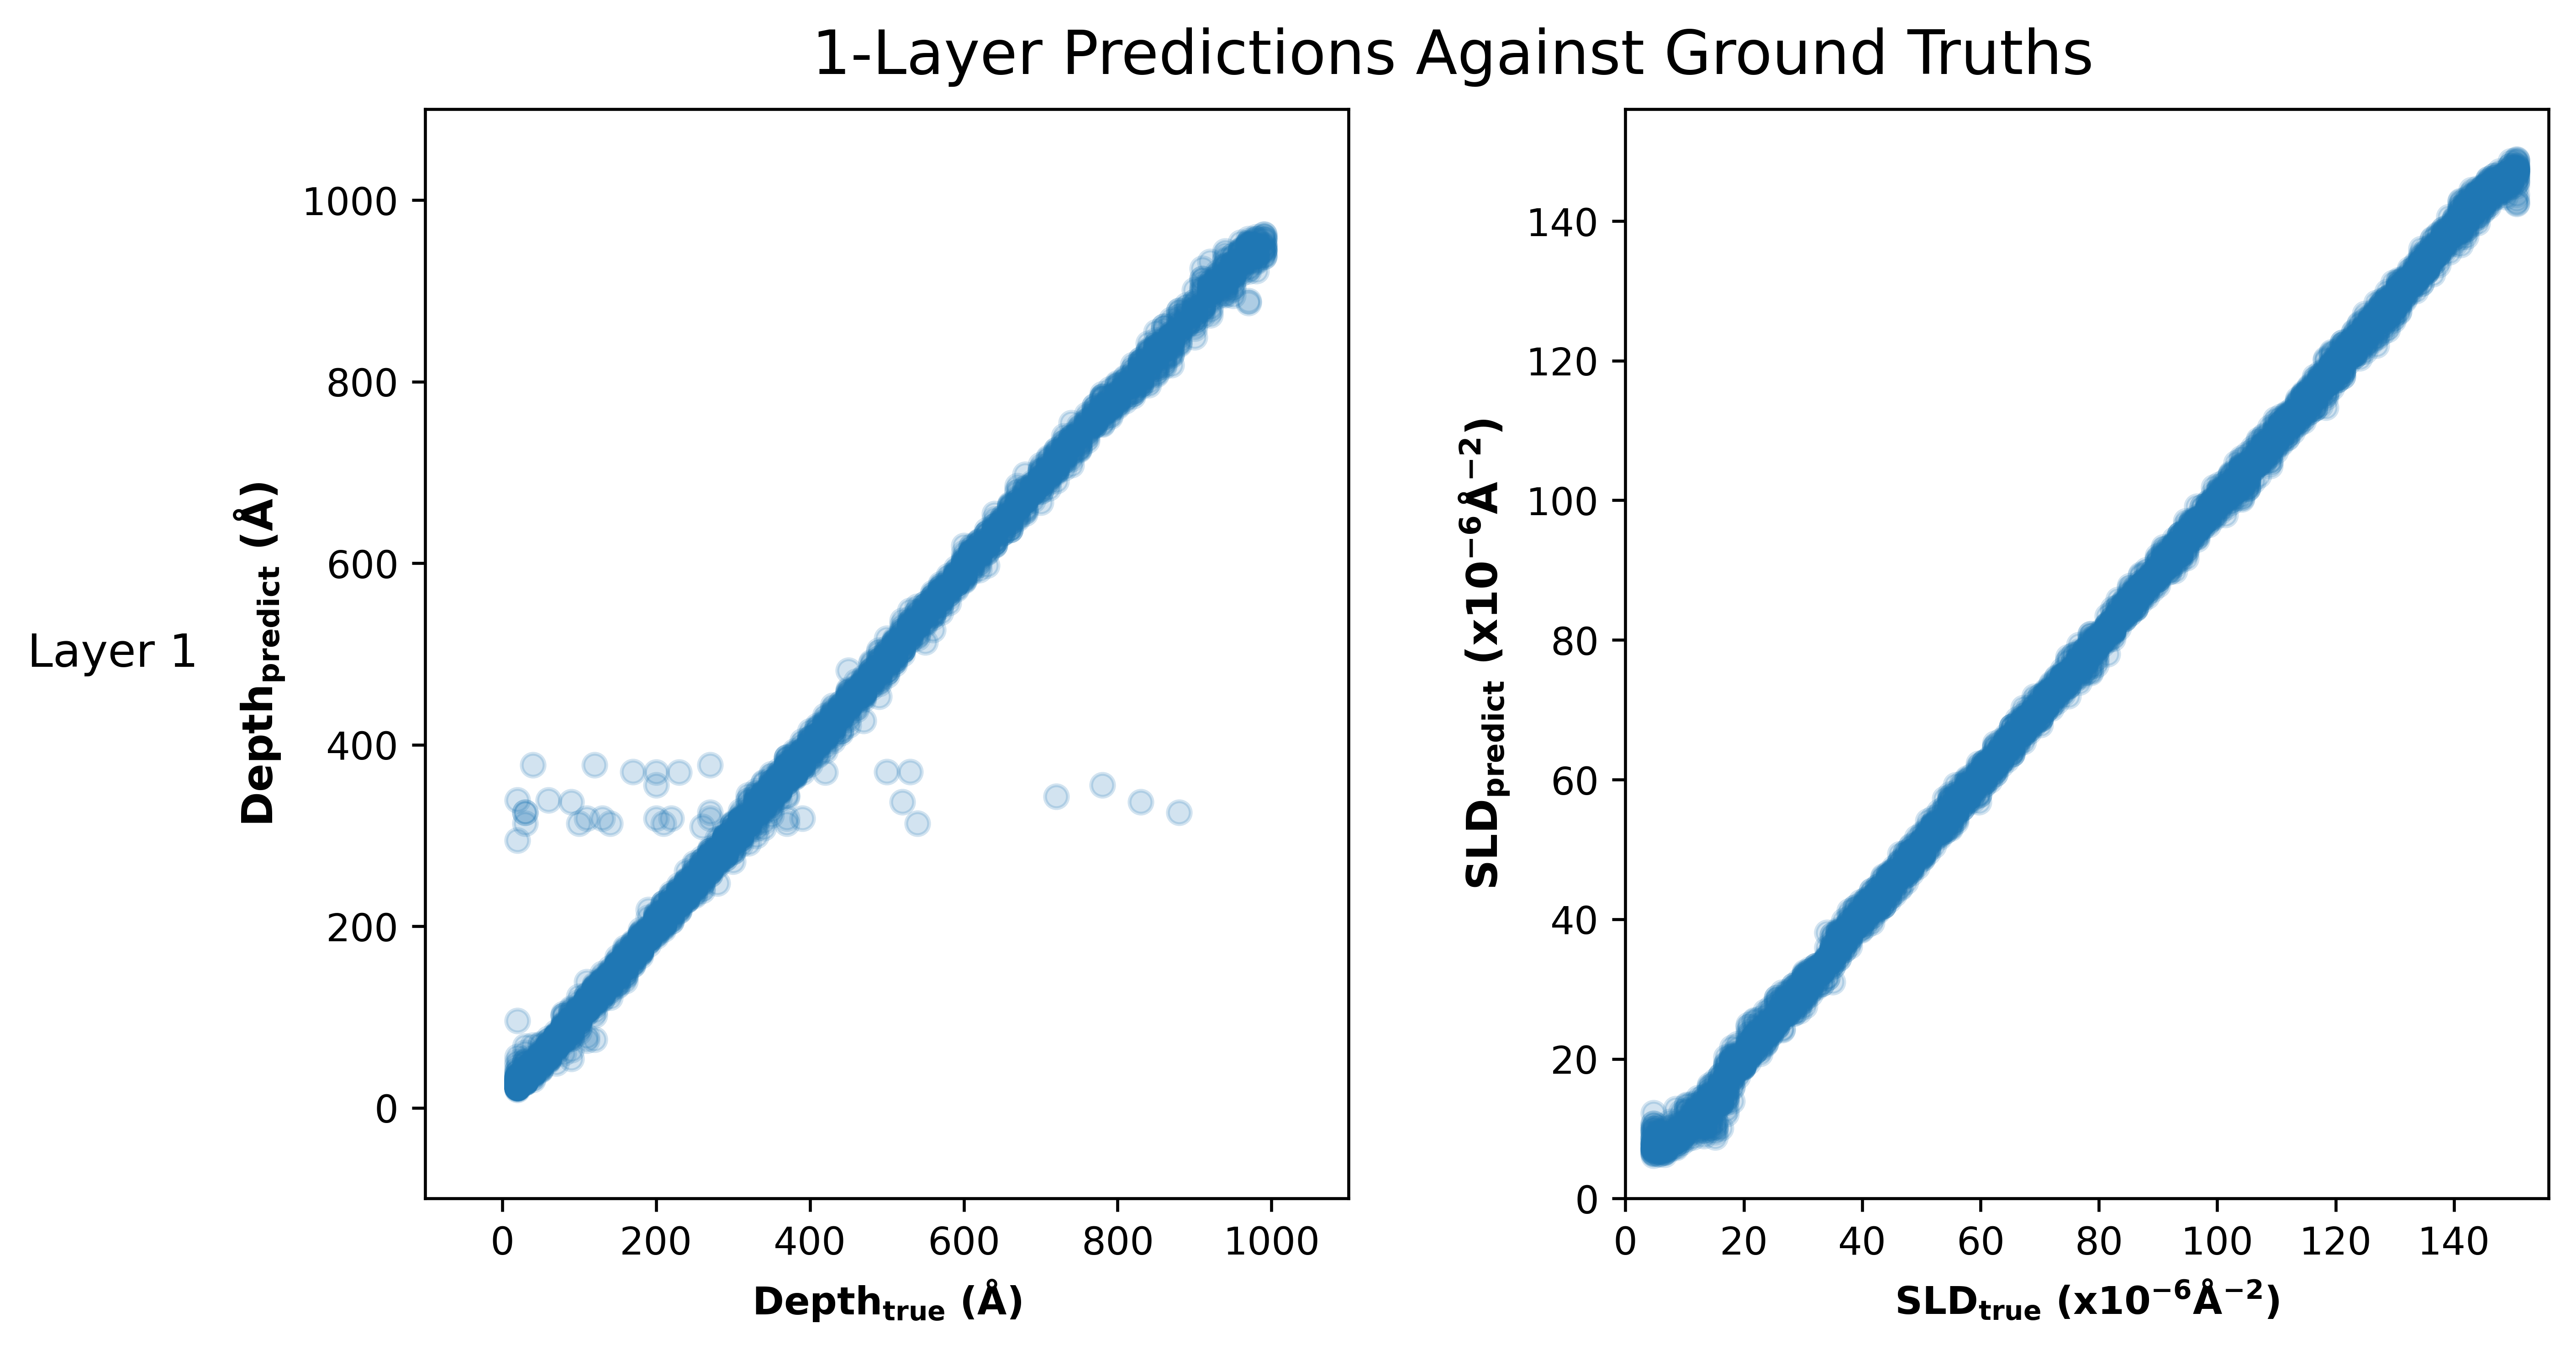 1-Layer Predictions Against Ground Truths
Layer 1
Depth_predict (Å)
1000
800
600
400
200
0
0 200 400 600 800 1000
Depth_true (Å)
SLD_predict (x10⁻⁶Å⁻²)
140
120
100
80
60
40
20
0
0 20 40 60 80 100 120 140
SLD_true (x10⁻⁶Å⁻²)